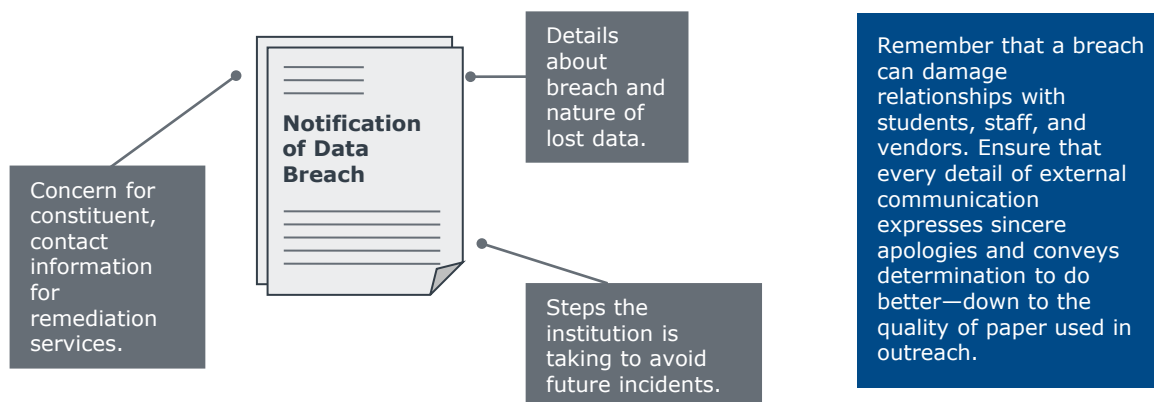 Details
about
breach and
nature of
lost data.
Notification
of Data
Breach
Concern for
constituent,
contact
information
for
remediation
services.
Steps the
institution is
taking to avoid
future incidents.
Remember that a breach
can damage
relationships with
students, staff, and
vendors. Ensure that
every detail of external
communication
expresses sincere
apologies and conveys
determination to do
better—down to the
quality of paper used in
outreach.